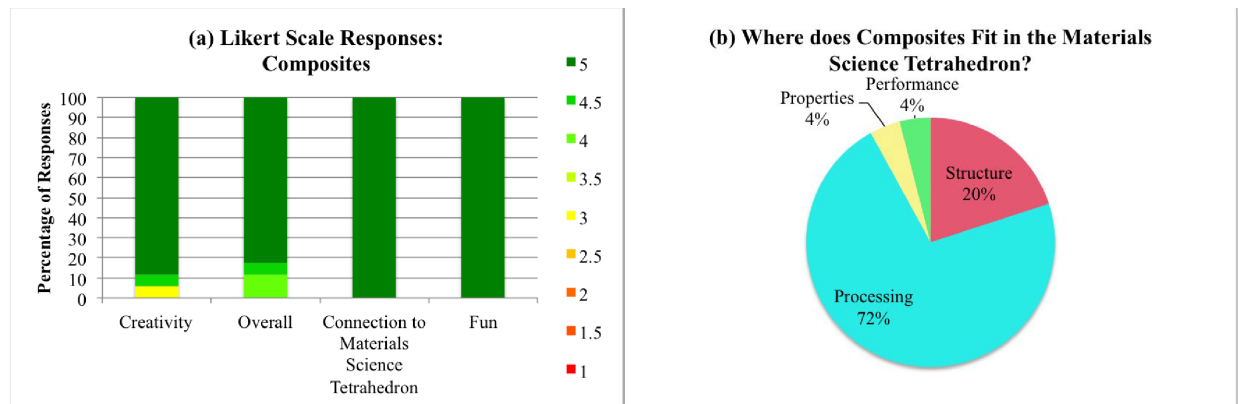 (a) Likert Scale Responses:
Composites
Percentage of Responses
100
90
80
70
60
50
40
30
20
10
0
Creativity
Overall
Connection to
Materials
Science
Tetrahedron
Fun
5
4.5
4
3.5
3
2.5
2
1.5
1
(b) Where does Composites Fit in the Materials
Science Tetrahedron?
Performance
4%
Properties
4%
Structure
20%
Processing
72%